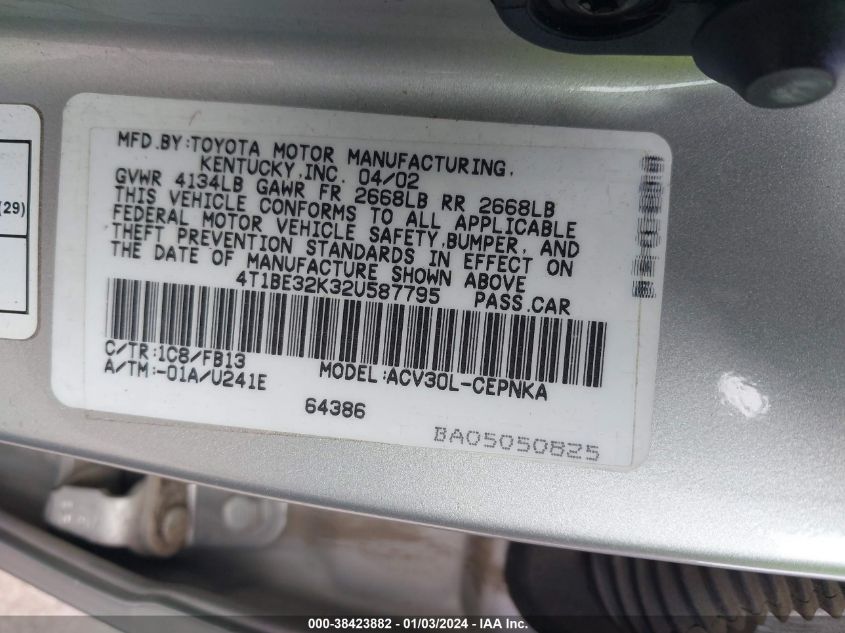 MFD.BY:TOYOTA MOTOR MANUFACTURING,
KENTUCKY,INC. 04/02
GVWR 4134LB GAWR FR 2668LB RR 2668LB
THIS VEHICLE CONFORMS TO ALL APPLICABLE
FEDERAL MOTOR VEHICLE SAFETY,BUMPER, AND
THEFT PREVENTION STANDARDS IN EFFECT ON
THE DATE OF MANUFACTURE SHOWN ABOVE
4T1BE32K32U587795 PASS.CAR
C/TR:1C8/FB13
A/TM:-01A/U241E
MODEL:ACV30L-CEPNKA
64386
BA05050825
(29)
000-38423882 - 01/03/2024 - IAA Inc.